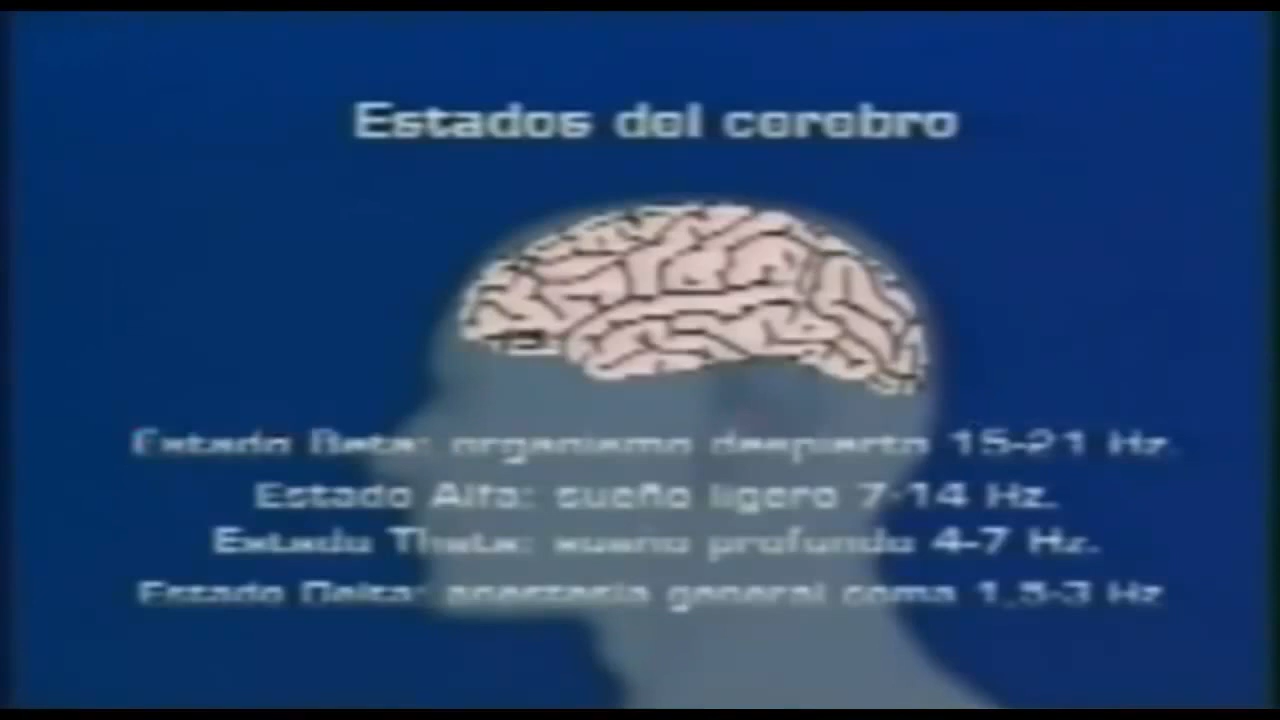 Estados del cerebro
Estado Beta: organismo despierto 15-21 Hz.
Estado Alfa: sueño ligero 7-14 Hz.
Estado Theta: sueño profundo 4-7 Hz.
Estado Delta: anestesia general coma 1,5-3 Hz